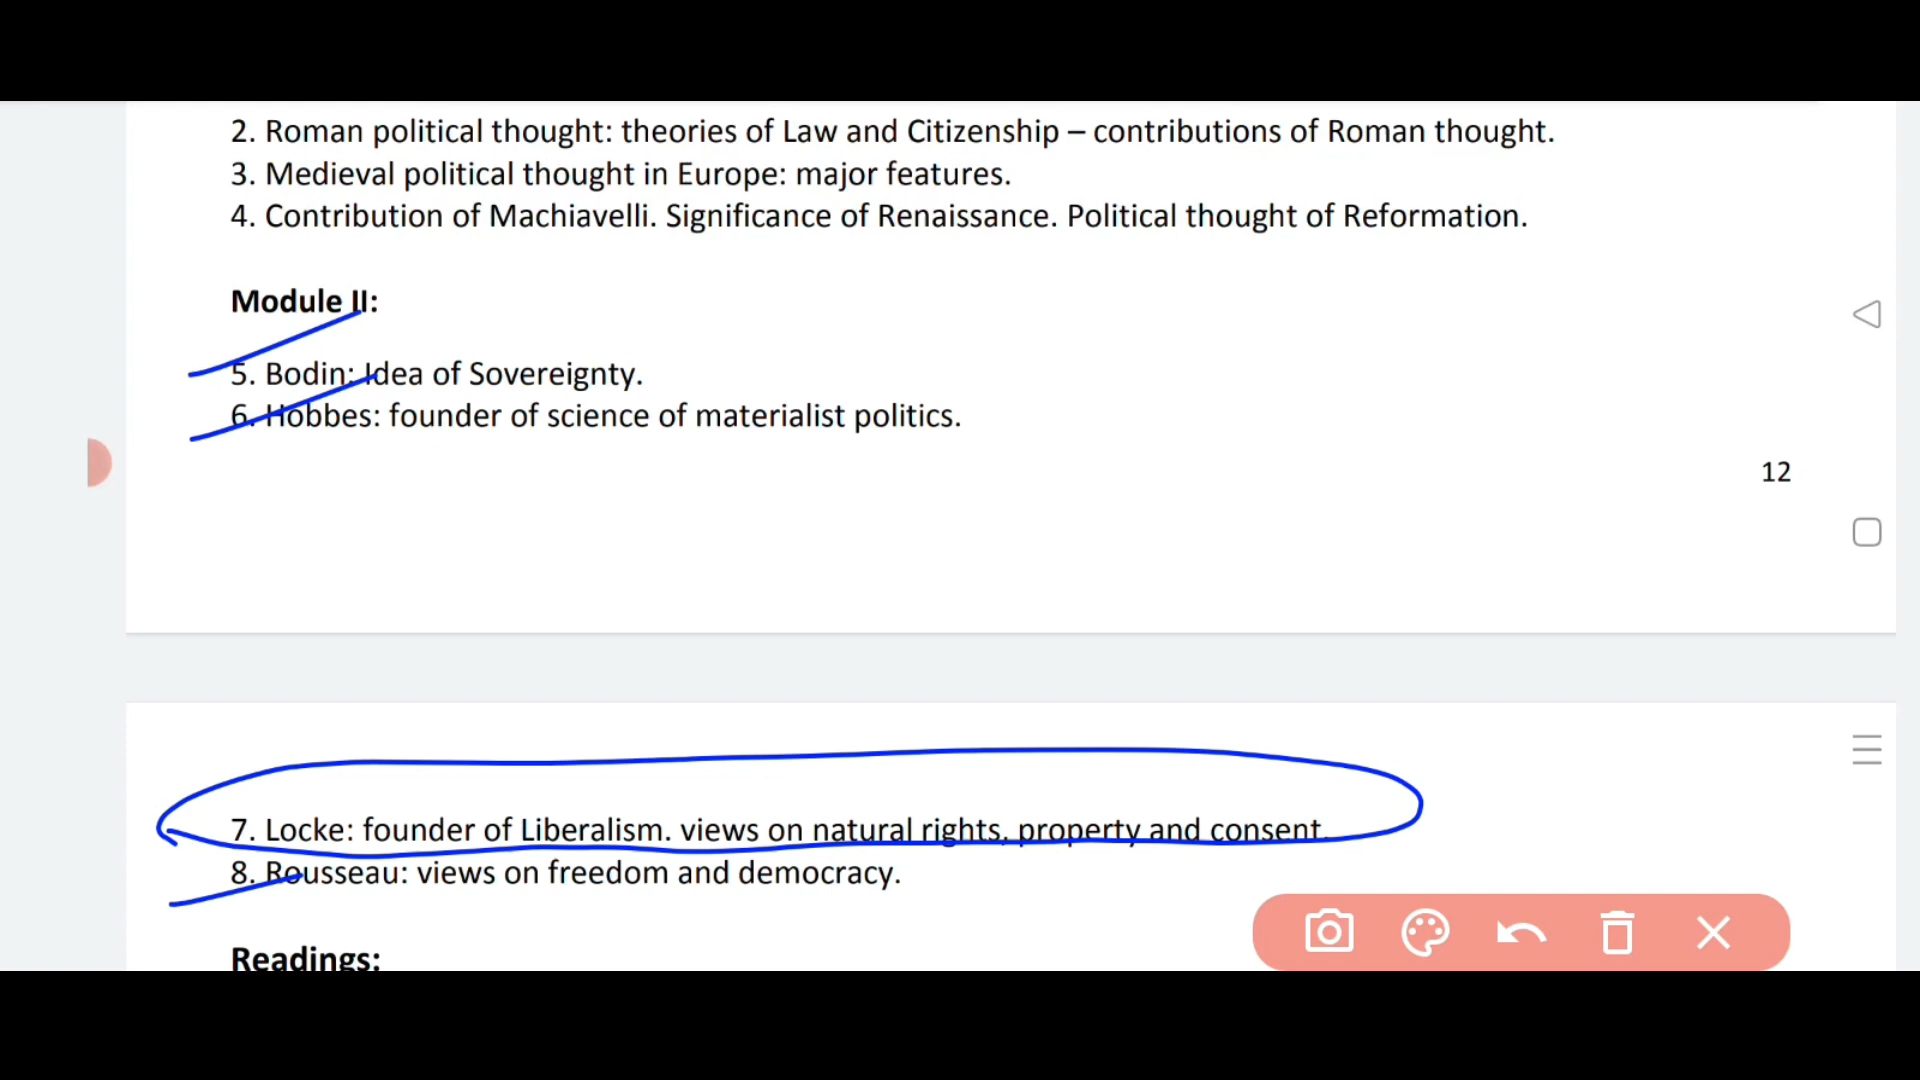 2. Roman political thought: theories of Law and Citizenship – contributions of Roman thought.
3. Medieval political thought in Europe: major features.
4. Contribution of Machiavelli. Significance of Renaissance. Political thought of Reformation.
Module II:
5. Bodin: Idea of Sovereignty.
6. Hobbes: founder of science of materialist politics.
12
7. Locke: founder of Liberalism. views on natural rights, property and consent.
8. Rousseau: views on freedom and democracy.
Readings: